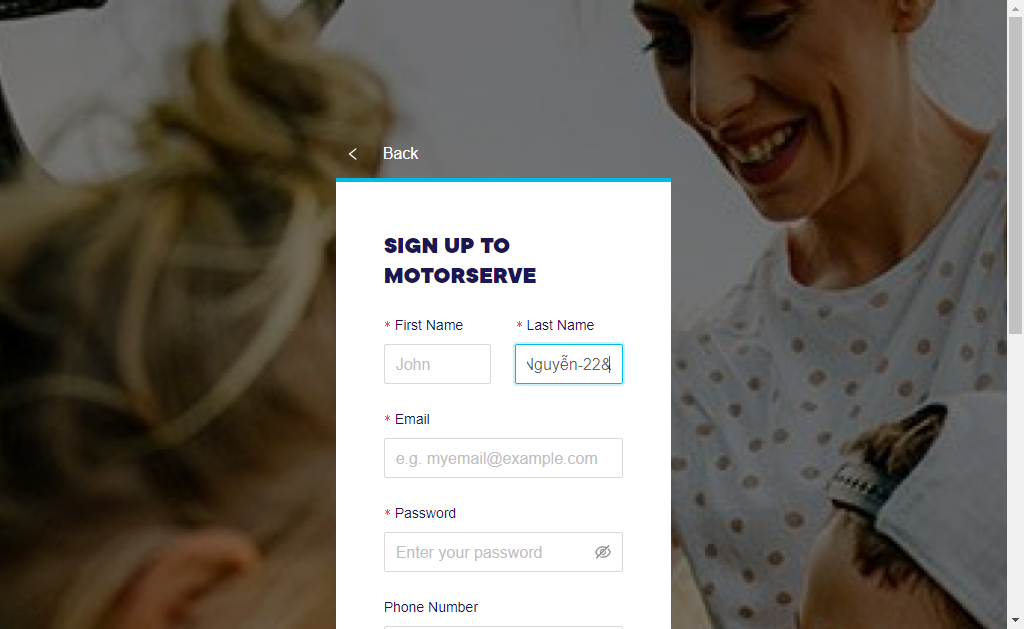 Back
SIGN UP TO
MOTORSERVE
* First Name
* Last Name
John
Nguyễn-22&
* Email
e.g. myemail@example.com
* Password
Enter your password
Phone Number